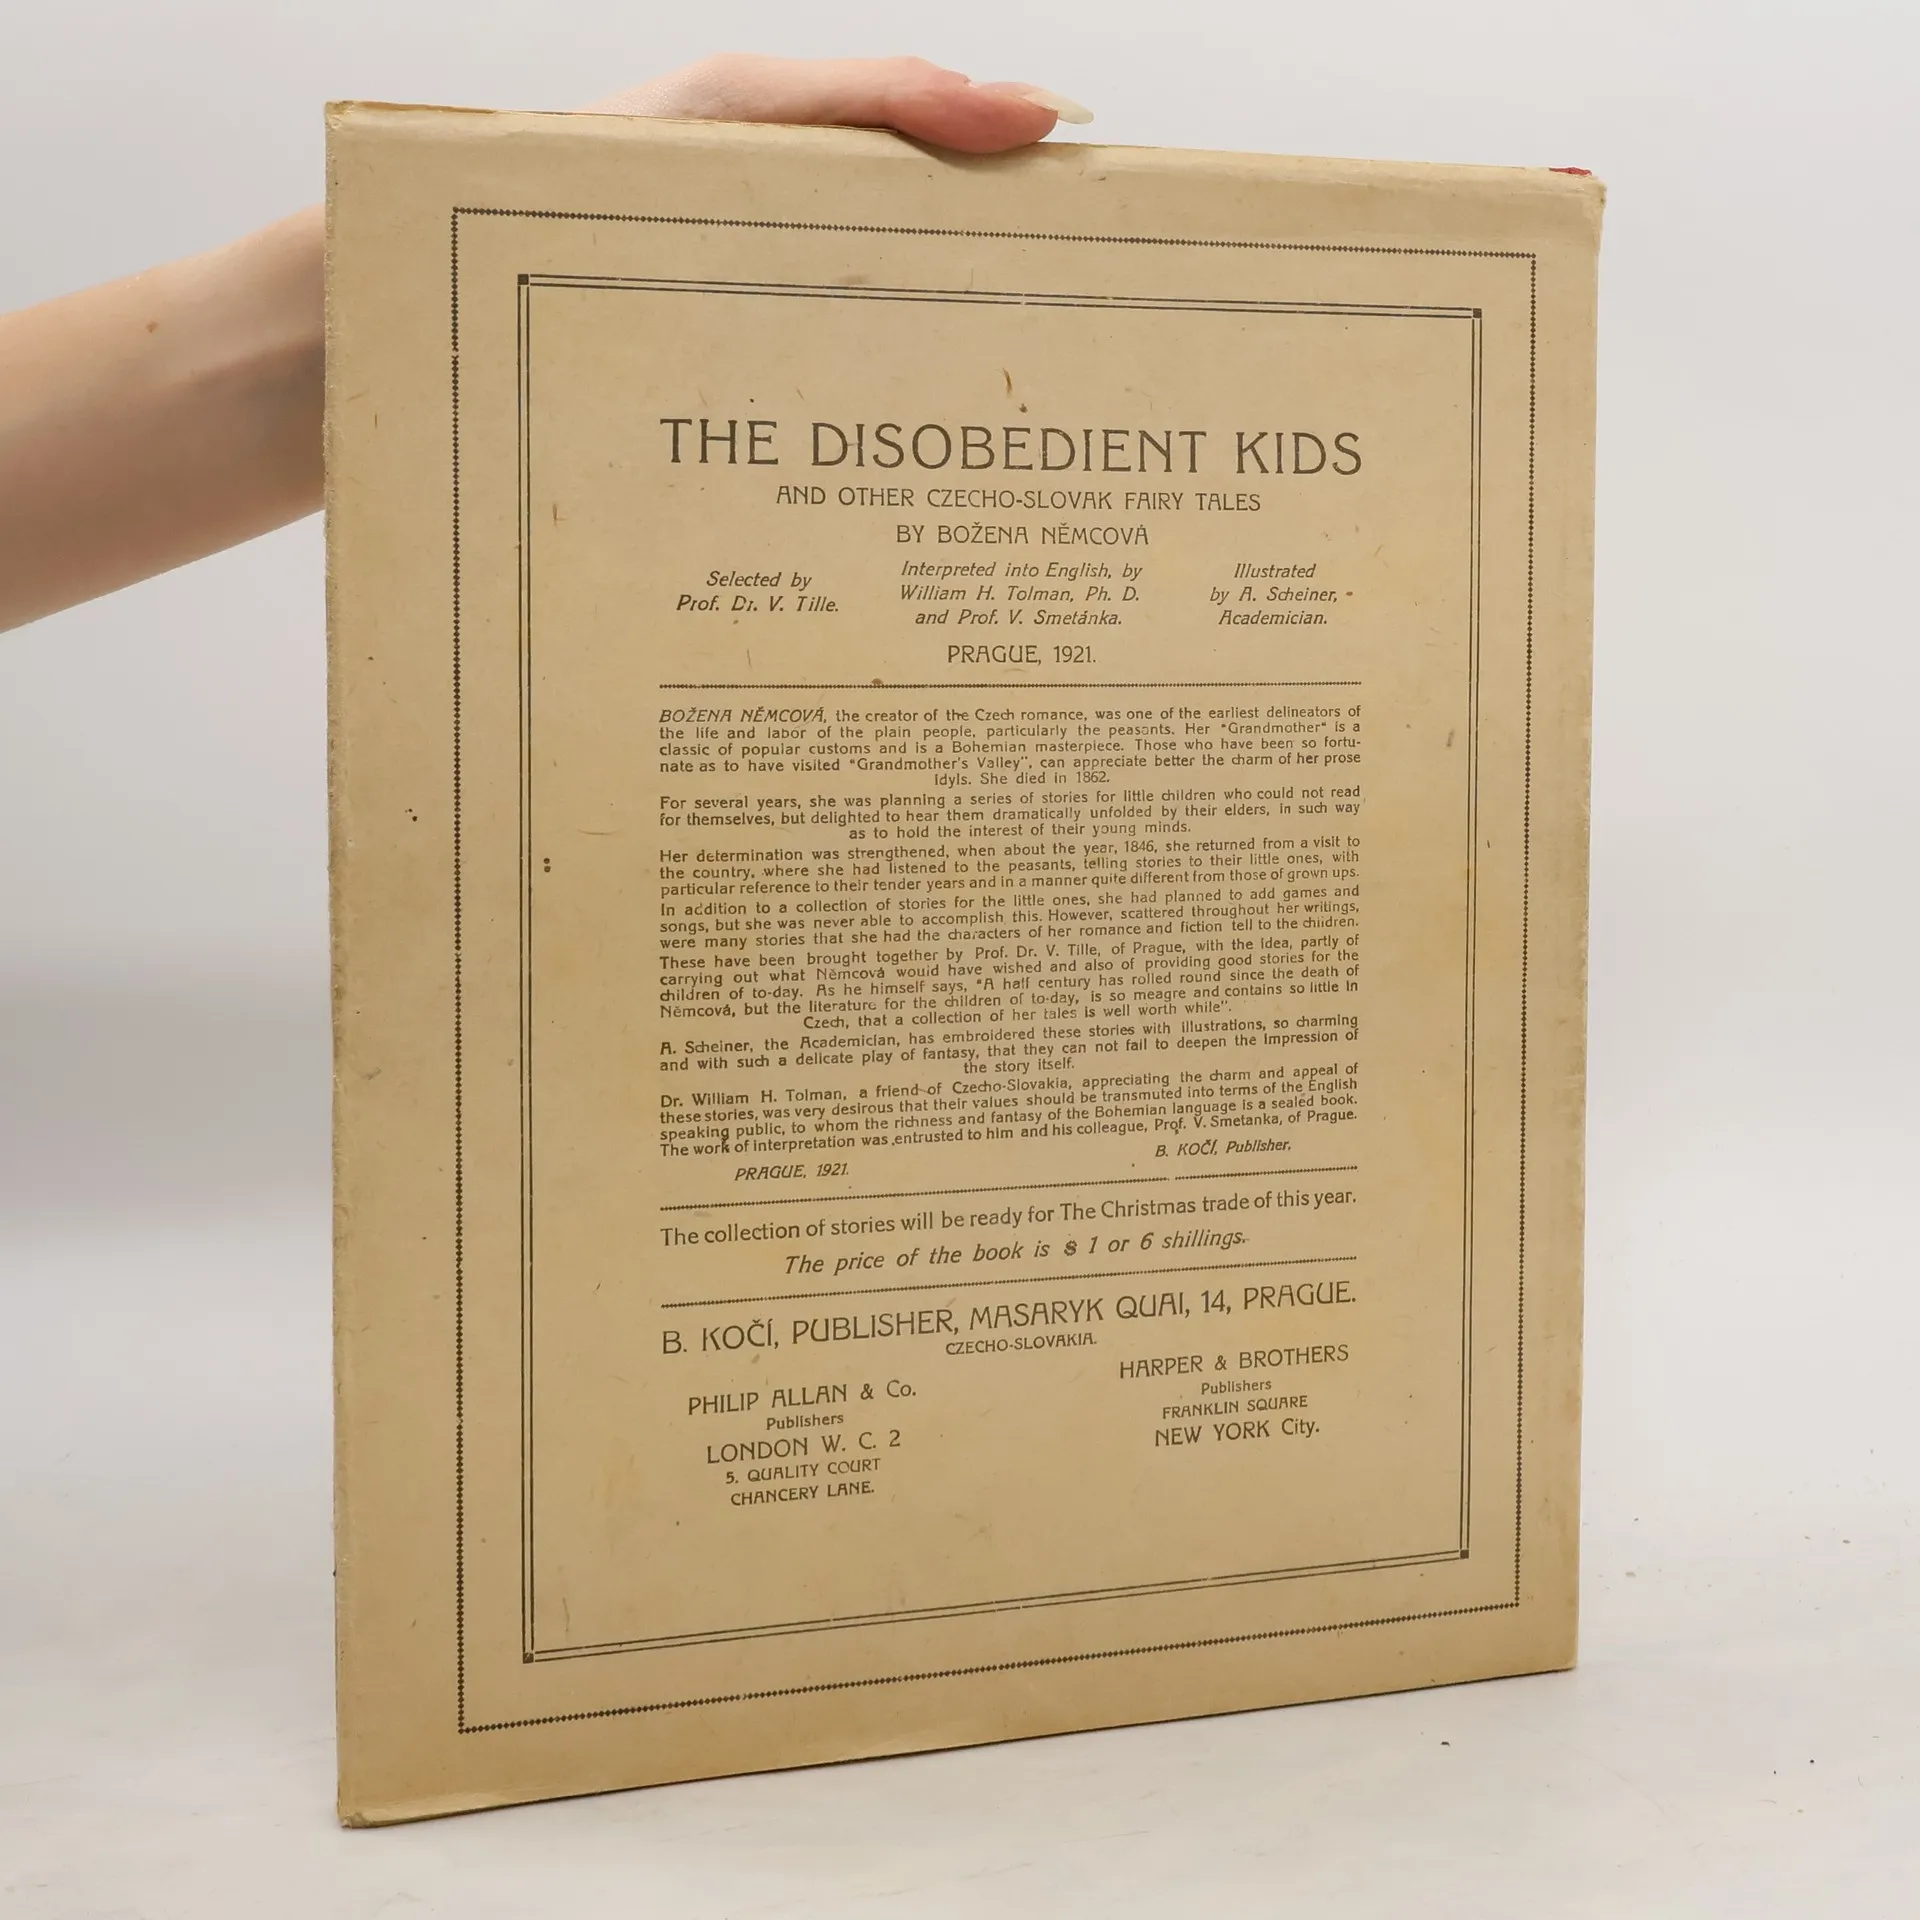 THE DISOBEDIENT KIDS
AND OTHER CZECHO-SLOVAK FAIRY TALES
BY BOŽENA NĚMCOVÁ
Selected by
Prof. Dr. V. Tille.
Interpreted into English, by
William H. Tolman, Ph. D.
and Prof. V. Smetánka.
Illustrated
by A. Scheiner,
Academician.
PRAGUE, 1921.
BOŽENA NĚMCOVÁ, the creator of the Czech romance, was one of the earliest delineators of
the life and labor of the plain people, particularly the peasants. Her "Grandmother" is a
classic of popular customs and is a Bohemian masterpiece. Those who have been so fortu-
nate as to have visited "Grandmother's Valley", can appreciate better the charm of her prose
idyls. She died in 1862.
For several years, she was planning a series of stories for little children who could not read
for themselves, but delighted to hear them dramatically unfolded by their elders, in such way
as to hold the interest of their young minds.
Her determination was strengthened, when about the year, 1846, she returned from a visit to
the country, where she had listened to the peasants, telling stories to their little ones, with
particular reference to their tender years and in a manner quite different from those of grown ups.
In addition to a collection of stories for the little ones, she had planned to add games and
songs, but she was never able to accomplish this. However, scattered throughout her writings,
were many stories that she had the characters of her romance and fiction tell to the children.
These have been brought together by Prof. Dr. V. Tille, of Prague, with the idea, partly of
carrying out what Němcová would have wished and also of providing good stories for the
children of to-day. As he himself says, "A half century has rolled round since the death of
Němcová, but the literature for the children of to-day, is so meagre and contains so little in
Czech, that a collection of her tales is well worth while".
A. Scheiner, the Academician, has embroidered these stories with illustrations, so charming
and with such a delicate play of fantasy, that they can not fail to deepen the impression of
the story itself.
Dr. William H. Tolman, a friend of Czecho-Slovakia, appreciating the charm and appeal of
these stories, was very desirous that their values should be transmuted into terms of the English
speaking public, to whom the richness and fantasy of the Bohemian language is a sealed book.
The work of interpretation was entrusted to him and his colleague, Prof. V. Smetanka, of Prague.
B. KOČÍ, Publisher,
PRAGUE, 1921.
The collection of stories will be ready for The Christmas trade of this year.
The price of the book is $ 1 or 6 shillings.
B. KOČÍ, PUBLISHER, MASARYK QUAI, 14, PRAGUE.
CZECHO-SLOVAKIA.
PHILIP ALLAN & Co.
Publishers
LONDON W. C. 2
5. QUALITY COURT
CHANCERY LANE.
HARPER & BROTHERS
Publishers
FRANKLIN SQUARE
NEW YORK City.